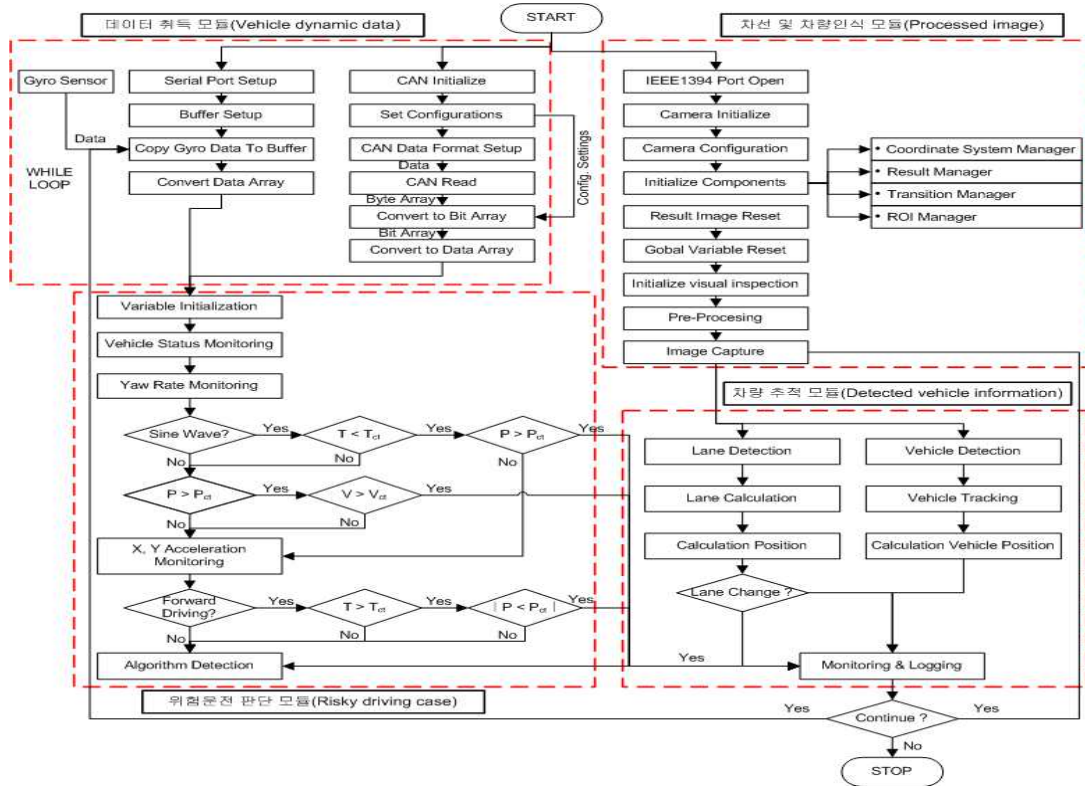 START
데이터 취득 모듈(Vehicle dynamic data)
차선 및 차량인식 모듈(Processed image)
Gyro Sensor
Serial Port Setup
Buffer Setup
Data
Copy Gyro Data To Buffer
WHILE
LOOP
Convert Data Array
CAN Initialize
Set Configurations
CAN Data Format Setup
Data
CAN Read
Byte Array
Convert to Bit Array
Bit Array
Convert to Data Array
Config. Settings
IEEE1394 Port Open
Camera Initialize
Camera Configuration
Initialize Components
• Coordinate System Manager
• Result Manager
• Transition Manager
• ROI Manager
Result Image Reset
Gobal Variable Reset
Initialize visual inspection
Pre-Procesing
Image Capture
Variable Initialization
Vehicle Status Monitoring
Yaw Rate Monitoring
Sine Wave?
Yes
T < Tct
Yes
P > Pct
Yes
No
No
No
P > Pct
Yes
V > Vct
Yes
No
No
X, Y Acceleration
Monitoring
Forward
Driving?
Yes
T > Tct
Yes
| P < Pct |
Yes
No
No
No
Algorithm Detection
위험운전 판단 모듈(Risky driving case)
차량 추적 모듈(Detected vehicle information)
Lane Detection
Vehicle Detection
Lane Calculation
Vehicle Tracking
Calculation Position
Calculation Vehicle Position
Lane Change ?
No
Yes
Monitoring & Logging
Yes
Continue ?
Yes
No
STOP